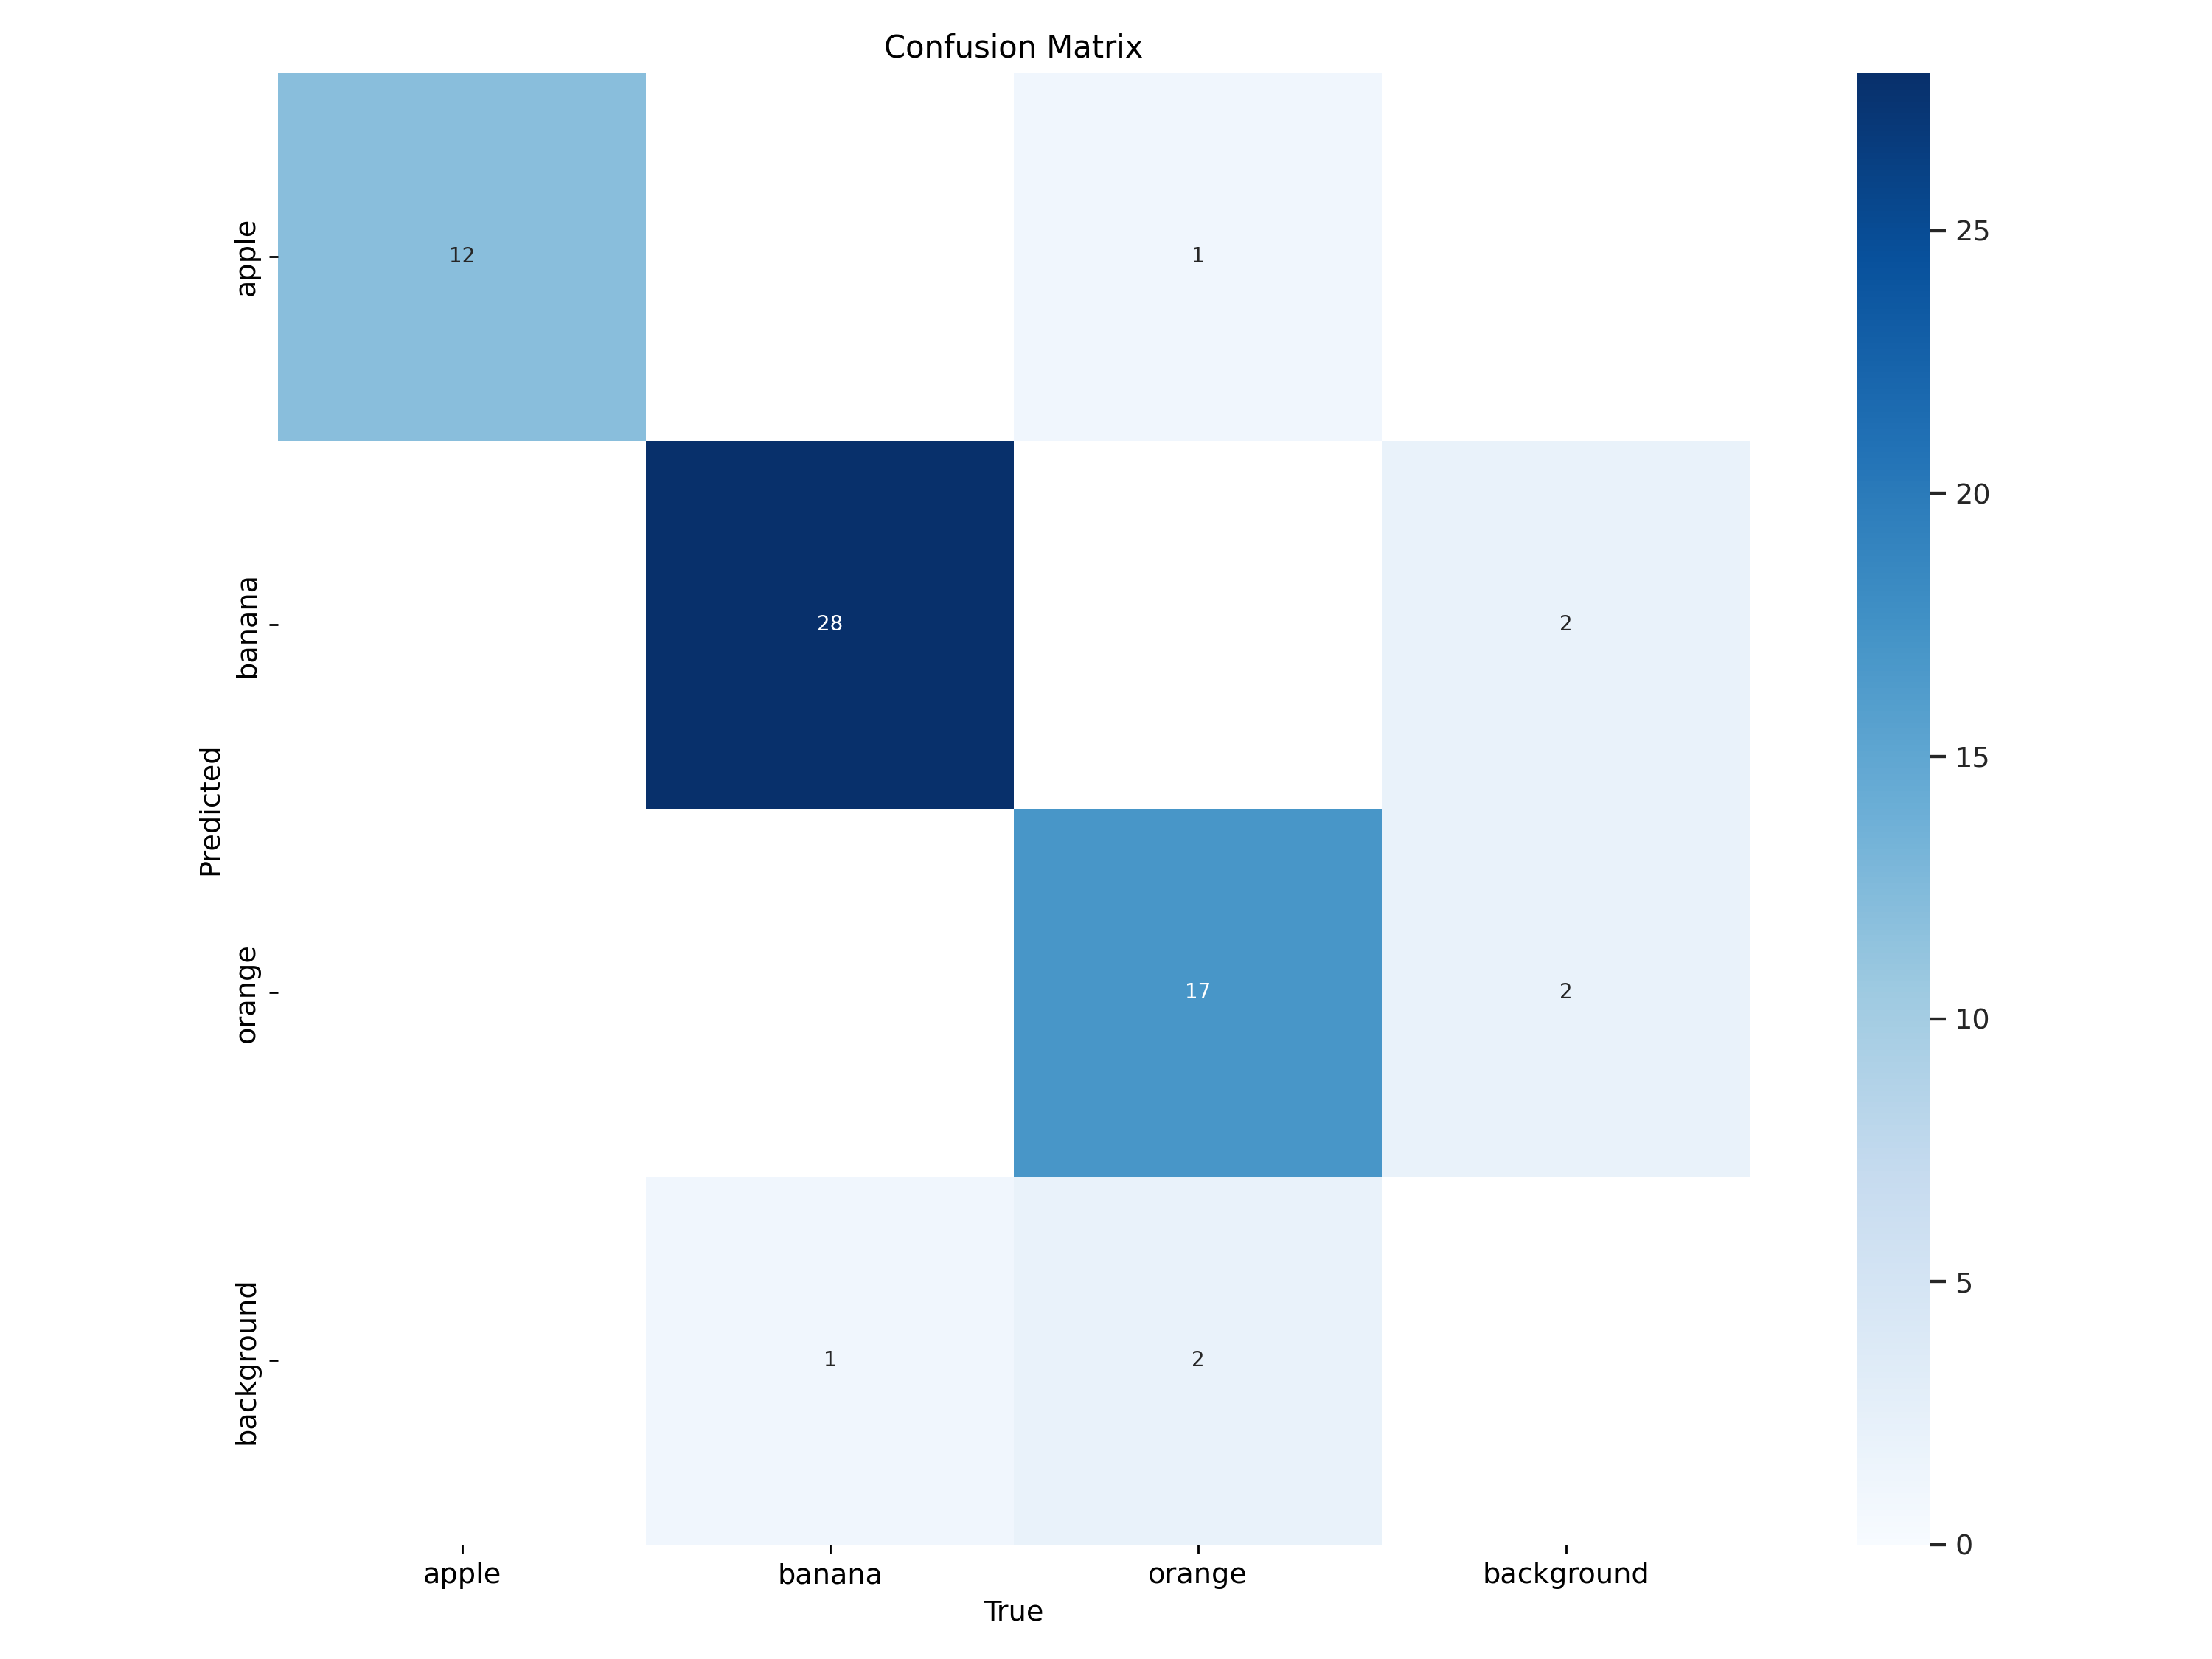 Confusion Matrix
apple
12
1
banana
28
2
orange
17
2
background
1
2
Predicted
apple
banana
orange
background
True
25
20
15
10
5
0